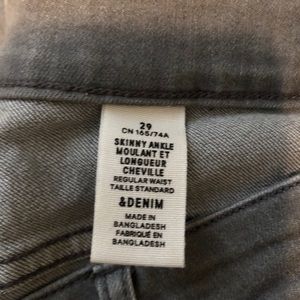 29
CN 165/74A
SKINNY ANKLE
MOULANT ET
LONGUEUR
CHEVILLE
REGULAR WAIST
TAILLE STANDARD
&DENIM
MADE IN
BANGLADESH
FABRIQUÉ EN
BANGLADESH